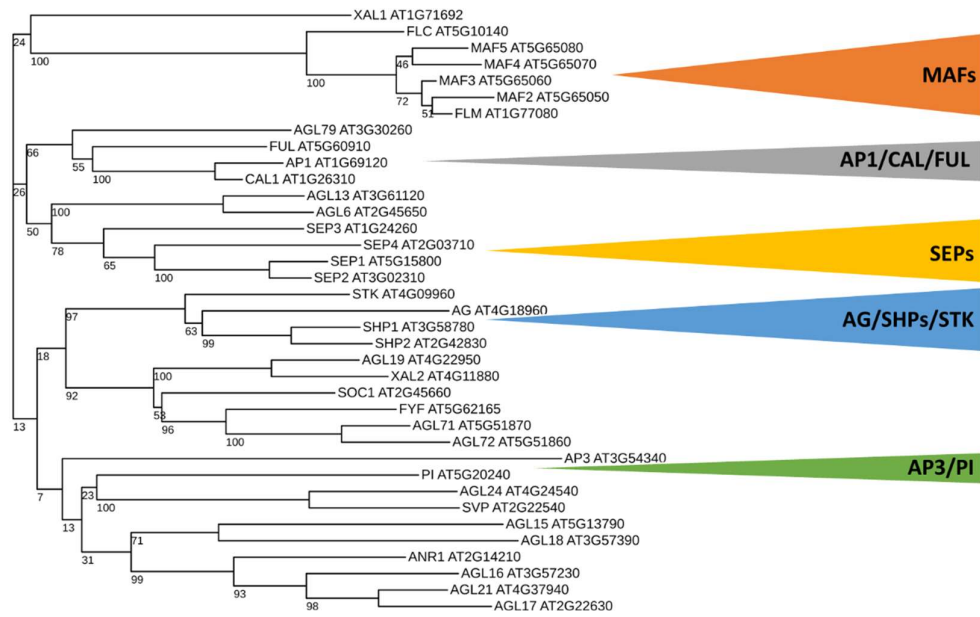 XAL1 AT1G71692
24
FLC AT5G10140
100
MAF5 AT5G65080
46
MAF4 AT5G65070
100
MAFs
MAF3 AT5G65060
72
MAF2 AT5G65050
51
FLM AT1G77080
AGL79 AT3G30260
66
FUL AT5G60910
55
AP1 AT1G69120
AP1/CAL/FUL
100
CAL1 AT1G26310
26
AGL13 AT3G61120
100
AGL6 AT2G45650
50
SEP3 AT1G24260
78
SEP4 AT2G03710
SEPs
65
SEP1 AT5G15800
100
SEP2 AT3G02310
STK AT4G09960
97
AG AT4G18960
63
SHP1 AT3G58780
AG/SHPs/STK
99
SHP2 AT2G42830
18
AGL19 AT4G22950
100
XAL2 AT4G11880
92
SOC1 AT2G45660
53
FYF AT5G62165
96
AGL71 AT5G51870
13
100
AGL72 AT5G51860
AP3 AT3G54340
AP3/PI
PI AT5G20240
7
23
AGL24 AT4G24540
100
SVP AT2G22540
13
AGL15 AT5G13790
71
AGL18 AT3G57390
31
ANR1 AT2G14210
99
AGL16 AT3G57230
93
AGL21 AT4G37940
98
AGL17 AT2G22630